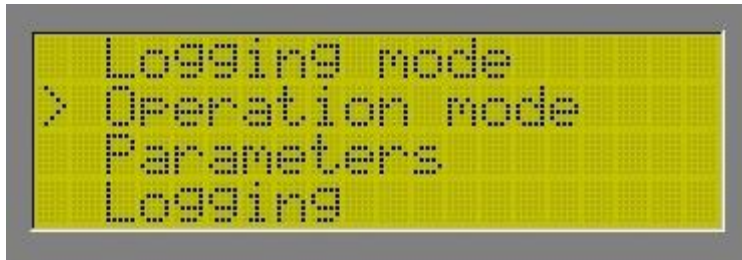 Logging mode
> Operation mode
Parameters
Logging